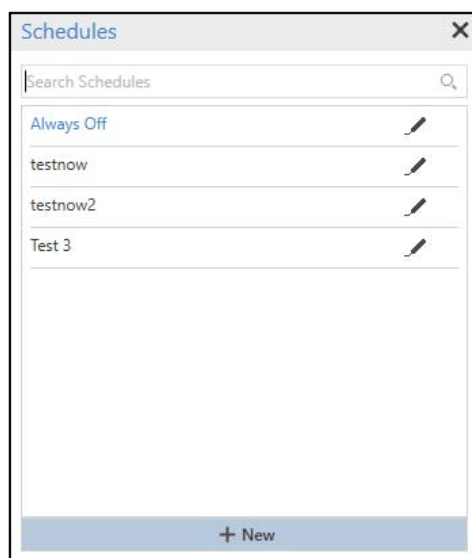 Schedules
Search Schedules
Always Off
testnow
testnow2
Test 3
+ New